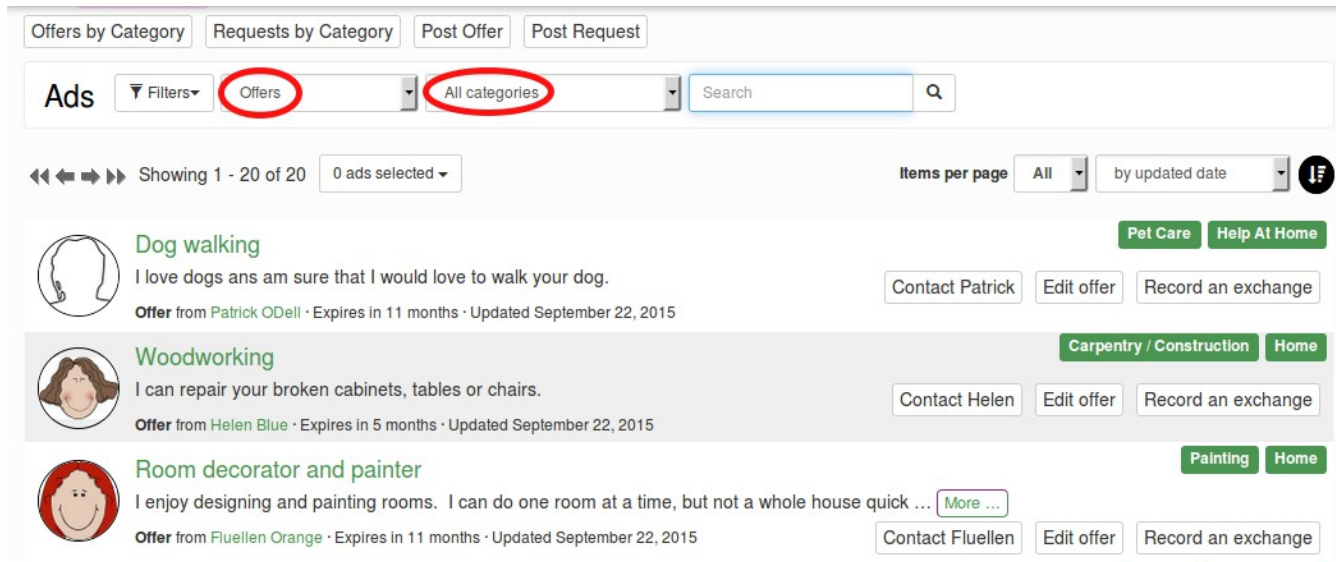 Offers by Category Requests by Category Post Offer Post Request
Ads Filters Offers All categories Search
Showing 1 - 20 of 20 0 ads selected Items per page All by updated date
Pet Care Help At Home
Dog walking
I love dogs ans am sure that I would love to walk your dog.
Contact Patrick Edit offer Record an exchange
Offer from Patrick ODell · Expires in 11 months · Updated September 22, 2015
Carpentry / Construction Home
Woodworking
I can repair your broken cabinets, tables or chairs.
Contact Helen Edit offer Record an exchange
Offer from Helen Blue · Expires in 5 months · Updated September 22, 2015
Painting Home
Room decorator and painter
I enjoy designing and painting rooms. I can do one room at a time, but not a whole house quick ... More ...
Offer from Fluellen Orange · Expires in 11 months · Updated September 22, 2015 Contact Fluellen Edit offer Record an exchange